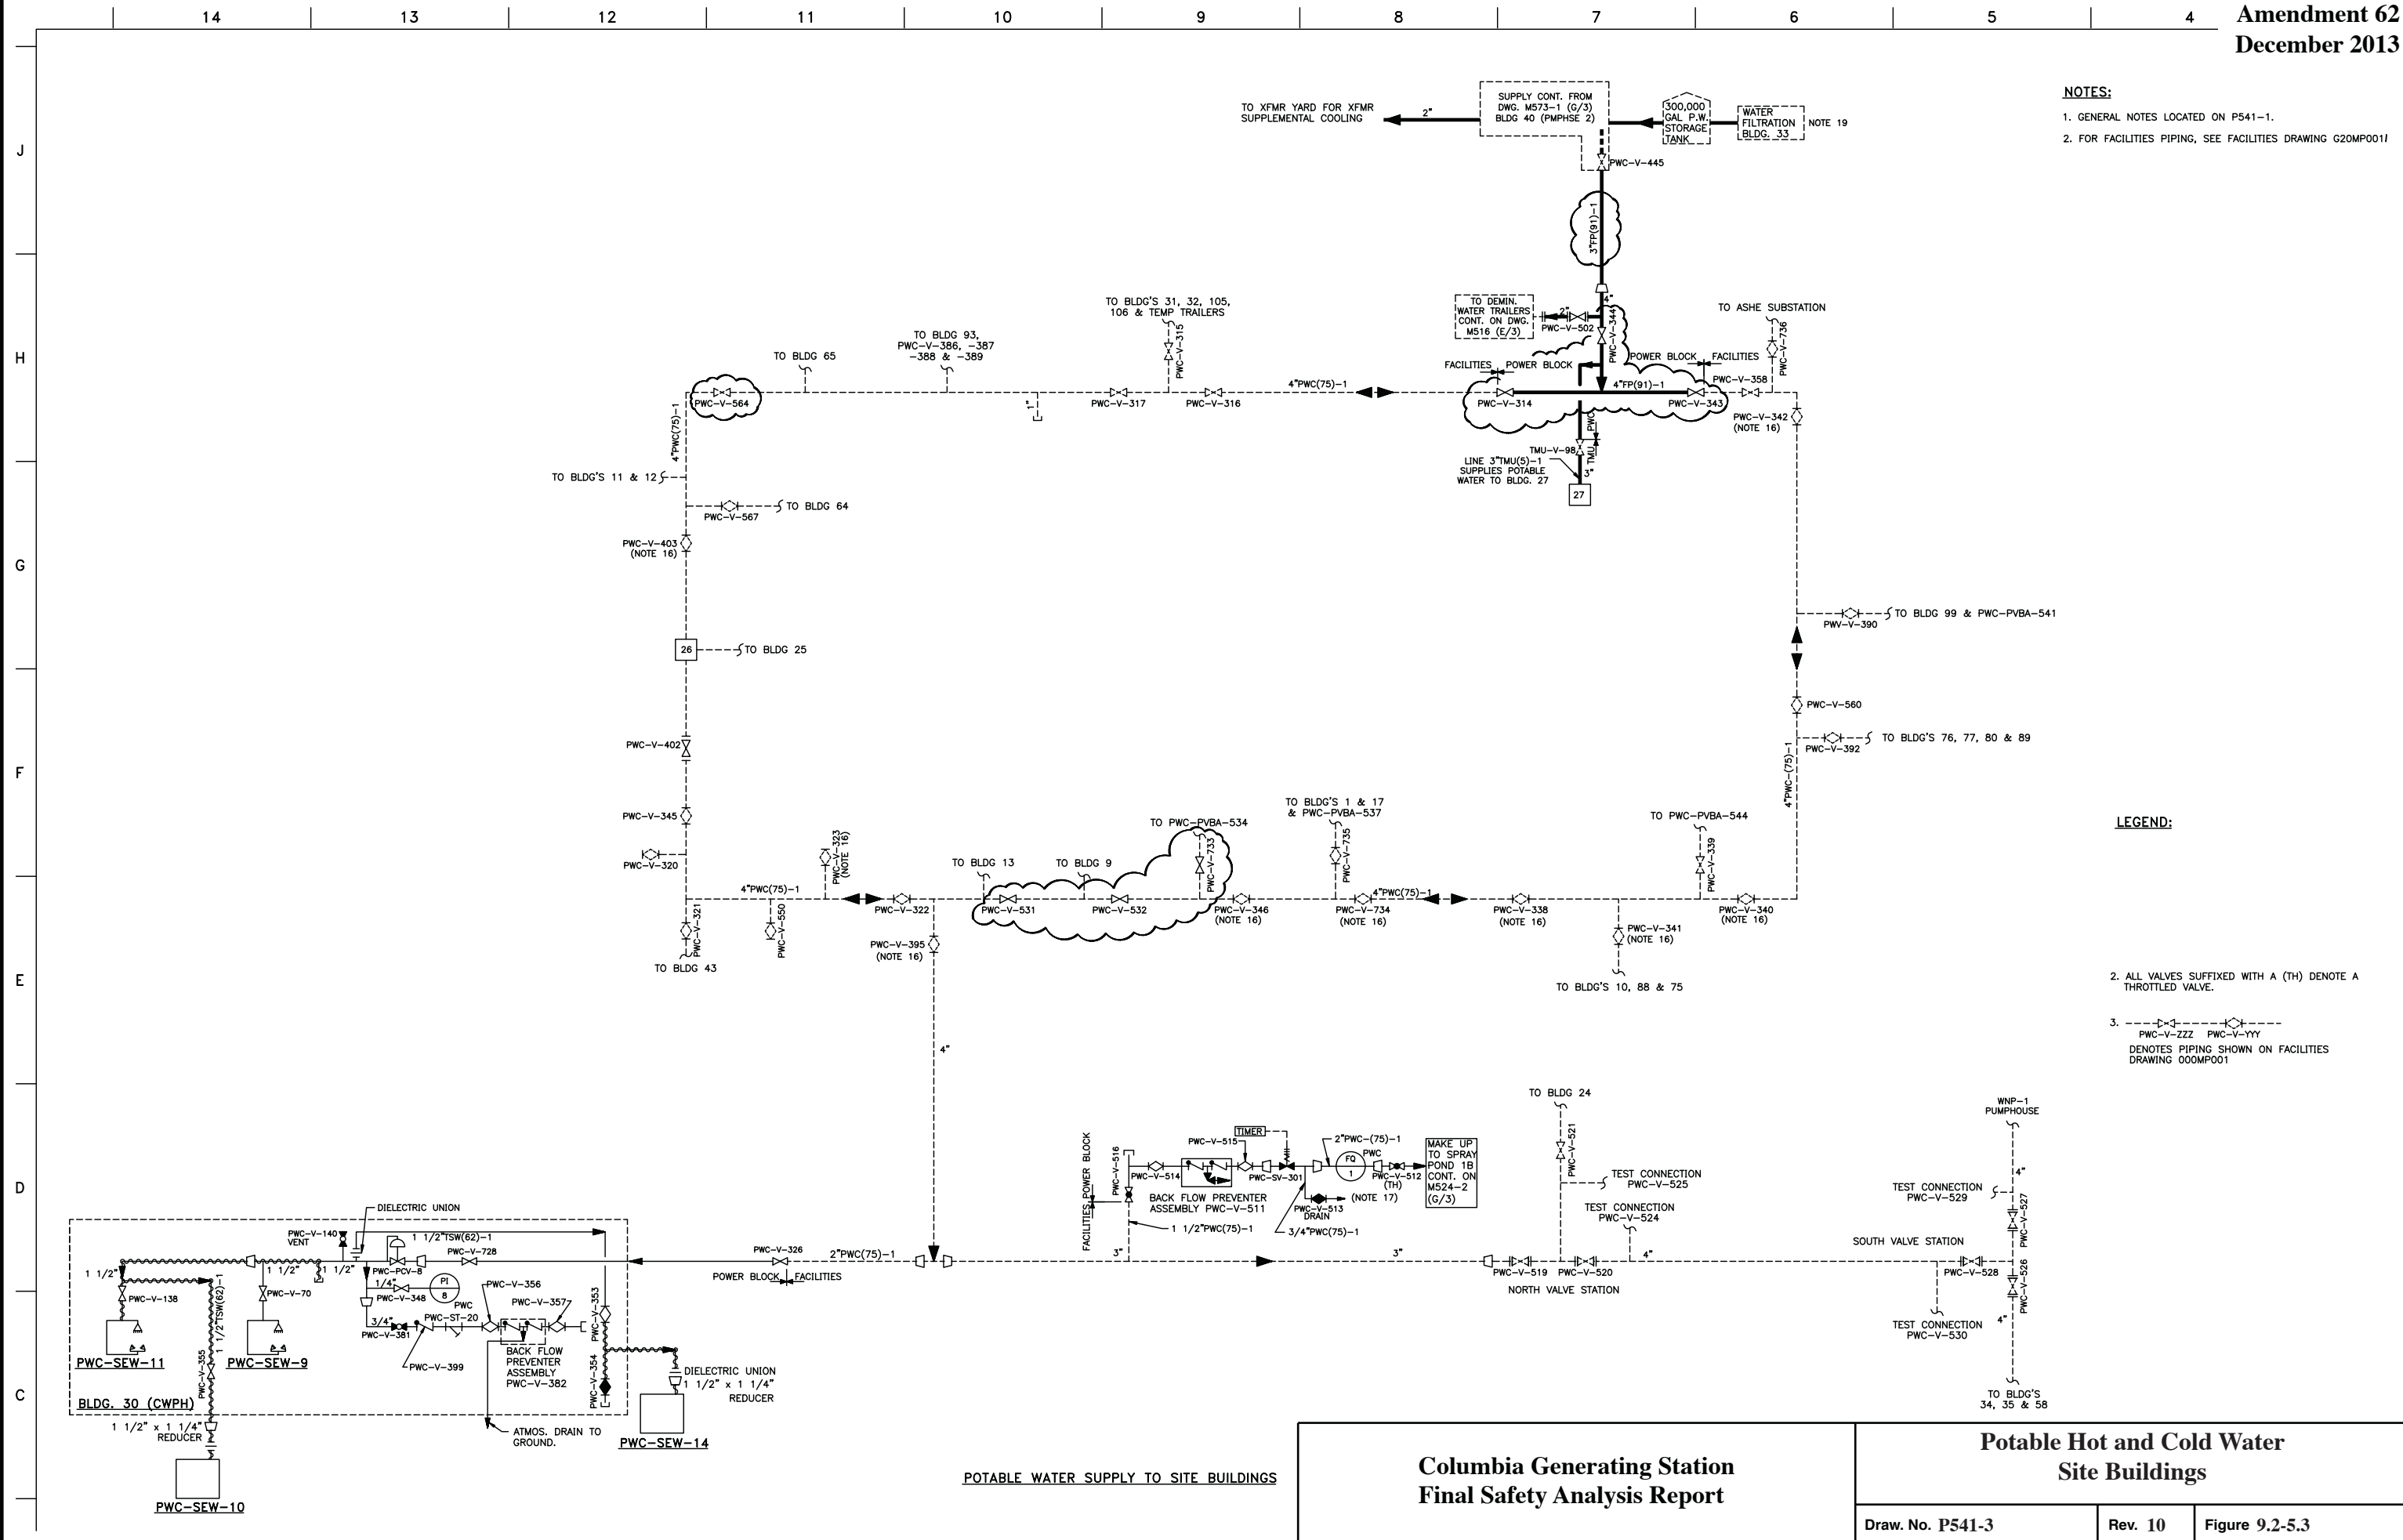 14 13 12 11 10 9 8 7 6 5 4
Amendment 62
December 2013
J
H
G
F
E
D
C
NOTES:
1. GENERAL NOTES LOCATED ON P541-1.
2. FOR FACILITIES PIPING, SEE FACILITIES DRAWING G20MP001
TO XFMR YARD FOR XFMR
SUPPLEMENTAL COOLING
2"
SUPPLY CONT. FROM
DWG. M573-1 (G/3)
BLDG 40 (PMPHSE 2)
300,000
GAL P.W.
STORAGE
TANK
WATER
FILTRATION
BLDG. 33
NOTE 19
PWC-V-445
3"FP(91)-1
4"
TO DEMIN.
WATER TRAILERS
CONT. ON DWG.
M516 (E/3)
2"
PWC-V-502
PWC-V-344
TO ASHE SUBSTATION
PWC-V-736
FACILITIES
POWER BLOCK
POWER BLOCK
FACILITIES
PWC-V-358
4"FP(91)-1
PWC-V-314
PWC-V-343
PWC-V-342
(NOTE 16)
PWC
TMU
TMU-V-98
3"
LINE 3"TMU(5)-1
SUPPLIES POTABLE
WATER TO BLDG. 27
27
TO BLDG'S 31, 32, 105,
106 & TEMP TRAILERS
PWC-V-315
TO BLDG 93,
PWC-V-386, -387
-388 & -389
TO BLDG 65
4"PWC(75)-1
PWC-V-564
1"
PWC-V-317
PWC-V-316
4"PWC(75)-1
TO BLDG'S 11 & 12
TO BLDG 64
PWC-V-567
PWC-V-403
(NOTE 16)
26
TO BLDG 25
PWC-V-402
PWC-V-345
PWC-V-320
TO BLDG 99 & PWC-PVBA-541
PWV-V-390
PWC-V-560
PWC-V-392
TO BLDG'S 76, 77, 80 & 89
4"PWC-(75)-1
PWC-V-321
TO BLDG 43
4"PWC(75)-1
PWC-V-550
PWC-V-323
(NOTE 16)
PWC-V-322
TO BLDG 13
TO BLDG 9
PWC-V-531
PWC-V-532
TO PWC-PVBA-534
PWC-V-733
PWC-V-346
(NOTE 16)
TO BLDG'S 1 & 17
& PWC-PVBA-537
PWC-V-735
PWC-V-734
(NOTE 16)
4"PWC(75)-1
PWC-V-338
(NOTE 16)
TO PWC-PVBA-544
PWC-V-339
PWC-V-340
(NOTE 16)
PWC-V-341
(NOTE 16)
TO BLDG'S 10, 88 & 75
PWC-V-395
(NOTE 16)
4"
LEGEND:
2. ALL VALVES SUFFIXED WITH A (TH) DENOTE A
THROTTLED VALVE.
3.
PWC-V-ZZZ PWC-V-YYY
DENOTES PIPING SHOWN ON FACILITIES
DRAWING 000MP001
FACILITIES
POWER BLOCK
PWC-V-516
PWC-V-514
PWC-V-515
TIMER
PWC-SV-301
2"PWC-(75)-1
FQ
1
PWC
PWC-V-512
(TH)
MAKE UP
TO SPRAY
POND 1B
CONT. ON
M524-2
(G/3)
BACK FLOW PREVENTER
ASSEMBLY PWC-V-511
PWC-V-513
DRAIN
(NOTE 17)
1 1/2"PWC(75)-1
3/4"PWC(75)-1
TO BLDG 24
PWC-V-521
TEST CONNECTION
PWC-V-525
TEST CONNECTION
PWC-V-524
WNP-1
PUMPHOUSE
4"
TEST CONNECTION
PWC-V-529
PWC-V-527
SOUTH VALVE STATION
PWC-V-528
PWC-V-526
3"
3"
PWC-V-519
PWC-V-520
4"
NORTH VALVE STATION
TEST CONNECTION
PWC-V-530
4"
TO BLDG'S
34, 35 & 58
PWC-V-326
2"PWC(75)-1
POWER BLOCK
FACILITIES
DIELECTRIC UNION
PWC-V-140
VENT
1 1/2"TSW(62)-1
PWC-PCV-8
PWC-V-728
1 1/2"
1 1/2"
1 1/2"
1/4"
PWC-V-348
PI
8
PWC
PWC-V-138
PWC-V-70
PWC-V-356
PWC-V-357
PWC-V-353
3/4"
PWC-V-381
PWC-ST-20
PWC-V-399
BACK FLOW
PREVENTER
ASSEMBLY
PWC-V-382
PWC-V-354
1 1/2"TSW(62)-1
PWC-V-355
PWC-SEW-11
PWC-SEW-9
BLDG. 30 (CWPH)
DIELECTRIC UNION
1 1/2" x 1 1/4"
REDUCER
1 1/2" x 1 1/4"
REDUCER
ATMOS. DRAIN TO
GROUND.
PWC-SEW-14
PWC-SEW-10
POTABLE WATER SUPPLY TO SITE BUILDINGS
Columbia Generating Station
Final Safety Analysis Report
Potable Hot and Cold Water
Site Buildings
Draw. No. P541-3
Rev. 10
Figure 9.2-5.3